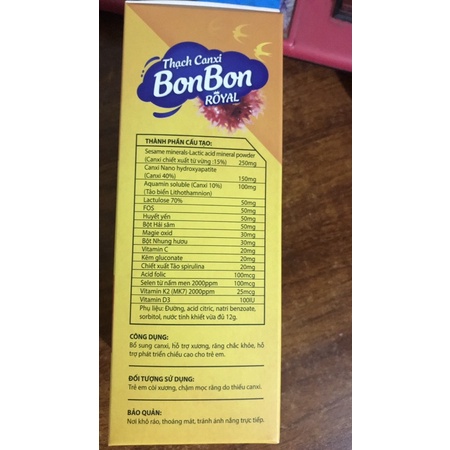 Thạch Canxi
BonBon
ROYAL
THÀNH PHẦN CẤU TẠO:
Sesame minerals-Lactic acid mineral powder
(Canxi chiết xuất từ vừng :15%) 250mg
Canxi Nano hydroxyapatite
(Canxi 40%) 150mg
Aquamin soluble (Canxi 10%) 100mg
(Tảo biển Lithothamnion)
Lactulose 70% 50mg
FOS 50mg
Huyết yến 50mg
Bột Hải sâm 50mg
Magie oxid 30mg
Bột Nhung hươu 30mg
Vitamin C 20mg
Kẽm gluconate 20mg
Chiết xuất Tảo spirulina 20mg
Acid folic 100mcg
Selen từ nấm men 2000ppm 100mcg
Vitamin K2 (MK7) 2000ppm 25mcg
Vitamin D3 100IU
Phụ liệu: Đường, acid citric, natri benzoate,
sorbitol, nước tinh khiết vừa đủ 12g.
CÔNG DỤNG:
Bổ sung canxi, hỗ trợ xương, răng chắc khỏe, hỗ
trợ phát triển chiều cao cho trẻ em.
ĐỐI TƯỢNG SỬ DỤNG:
Trẻ em còi xương, chậm mọc răng do thiếu canxi.
BẢO QUẢN:
Nơi khô ráo, thoáng mát, tránh ánh nắng trực tiếp.